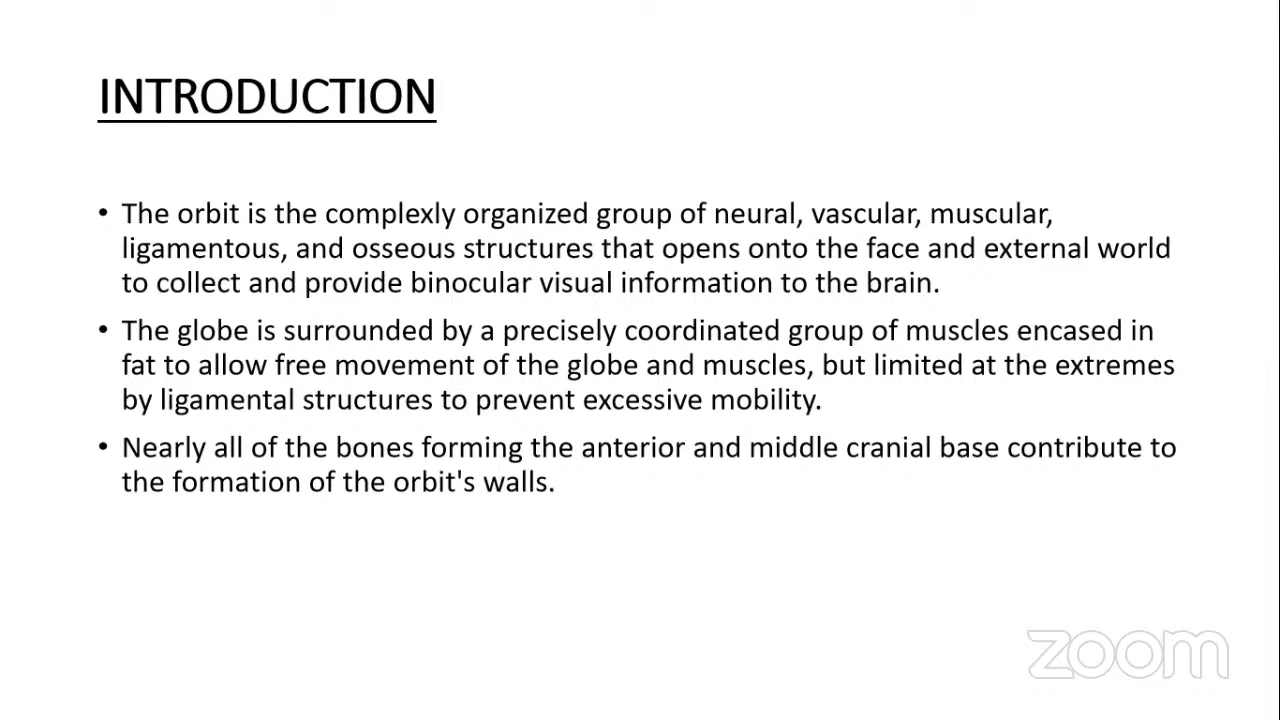 INTRODUCTION
• The orbit is the complexly organized group of neural, vascular, muscular,
ligamentous, and osseous structures that opens onto the face and external world
to collect and provide binocular visual information to the brain.
• The globe is surrounded by a precisely coordinated group of muscles encased in
fat to allow free movement of the globe and muscles, but limited at the extremes
by ligamental structures to prevent excessive mobility.
• Nearly all of the bones forming the anterior and middle cranial base contribute to
the formation of the orbit's walls.
zoom